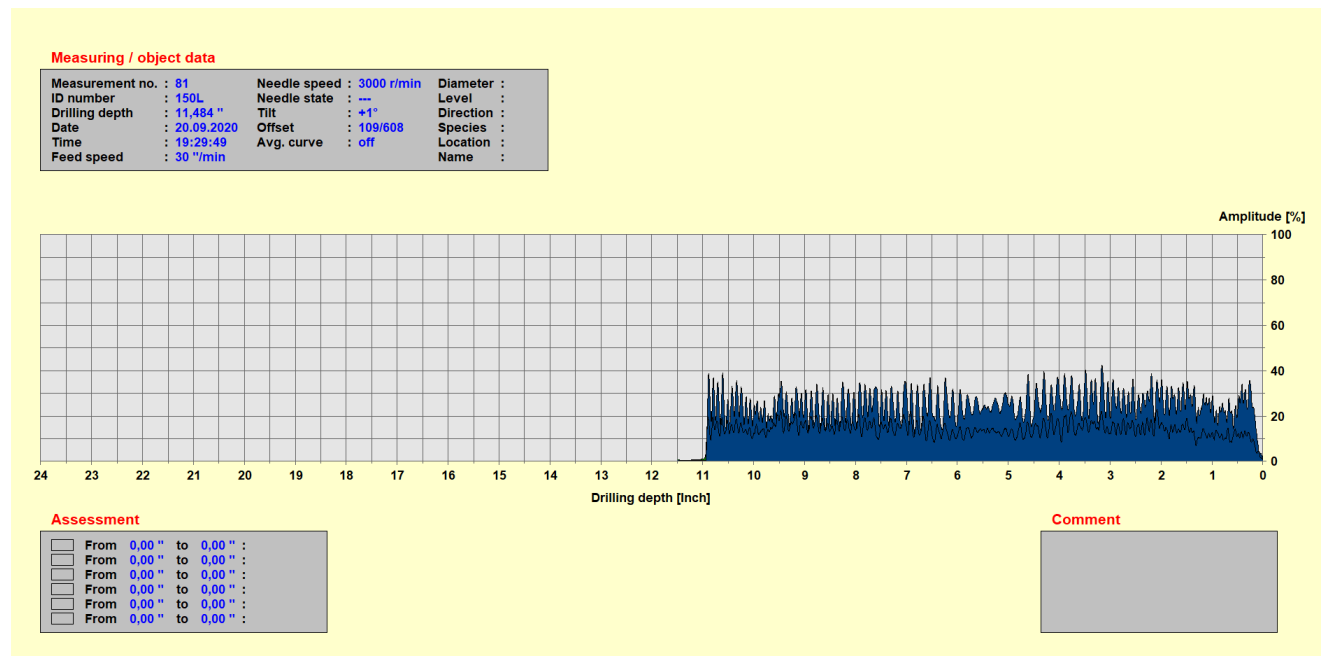 Measuring / object data
Measurement no. : 81 Needle speed : 3000 r/min Diameter :
ID number : 150L Needle state : --- Level :
Drilling depth : 11,484 " Tilt : +1° Direction :
Date : 20.09.2020 Offset : 109/608 Species :
Time : 19:29:49 Avg. curve : off Location :
Feed speed : 30 "/min Name :
Amplitude [%]
100
80
60
40
20
0
24 23 22 21 20 19 18 17 16 15 14 13 12 11 10 9 8 7 6 5 4 3 2 1 0
Drilling depth [Inch]
Assessment
From 0,00 " to 0,00 " :
From 0,00 " to 0,00 " :
From 0,00 " to 0,00 " :
From 0,00 " to 0,00 " :
From 0,00 " to 0,00 " :
From 0,00 " to 0,00 " :
Comment